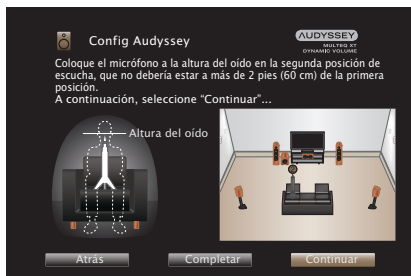 Config Audyssey
AUDYSSEY
MULTEQ XT
DYNAMIC VOLUME
Coloque el micrófono a la altura del oído en la segunda posición de
escucha, que no debería estar a más de 2 pies (60 cm) de la primera
posición.
A continuación, seleccione “Continuar”...
Altura del oído
Atrás
Completar
Continuar